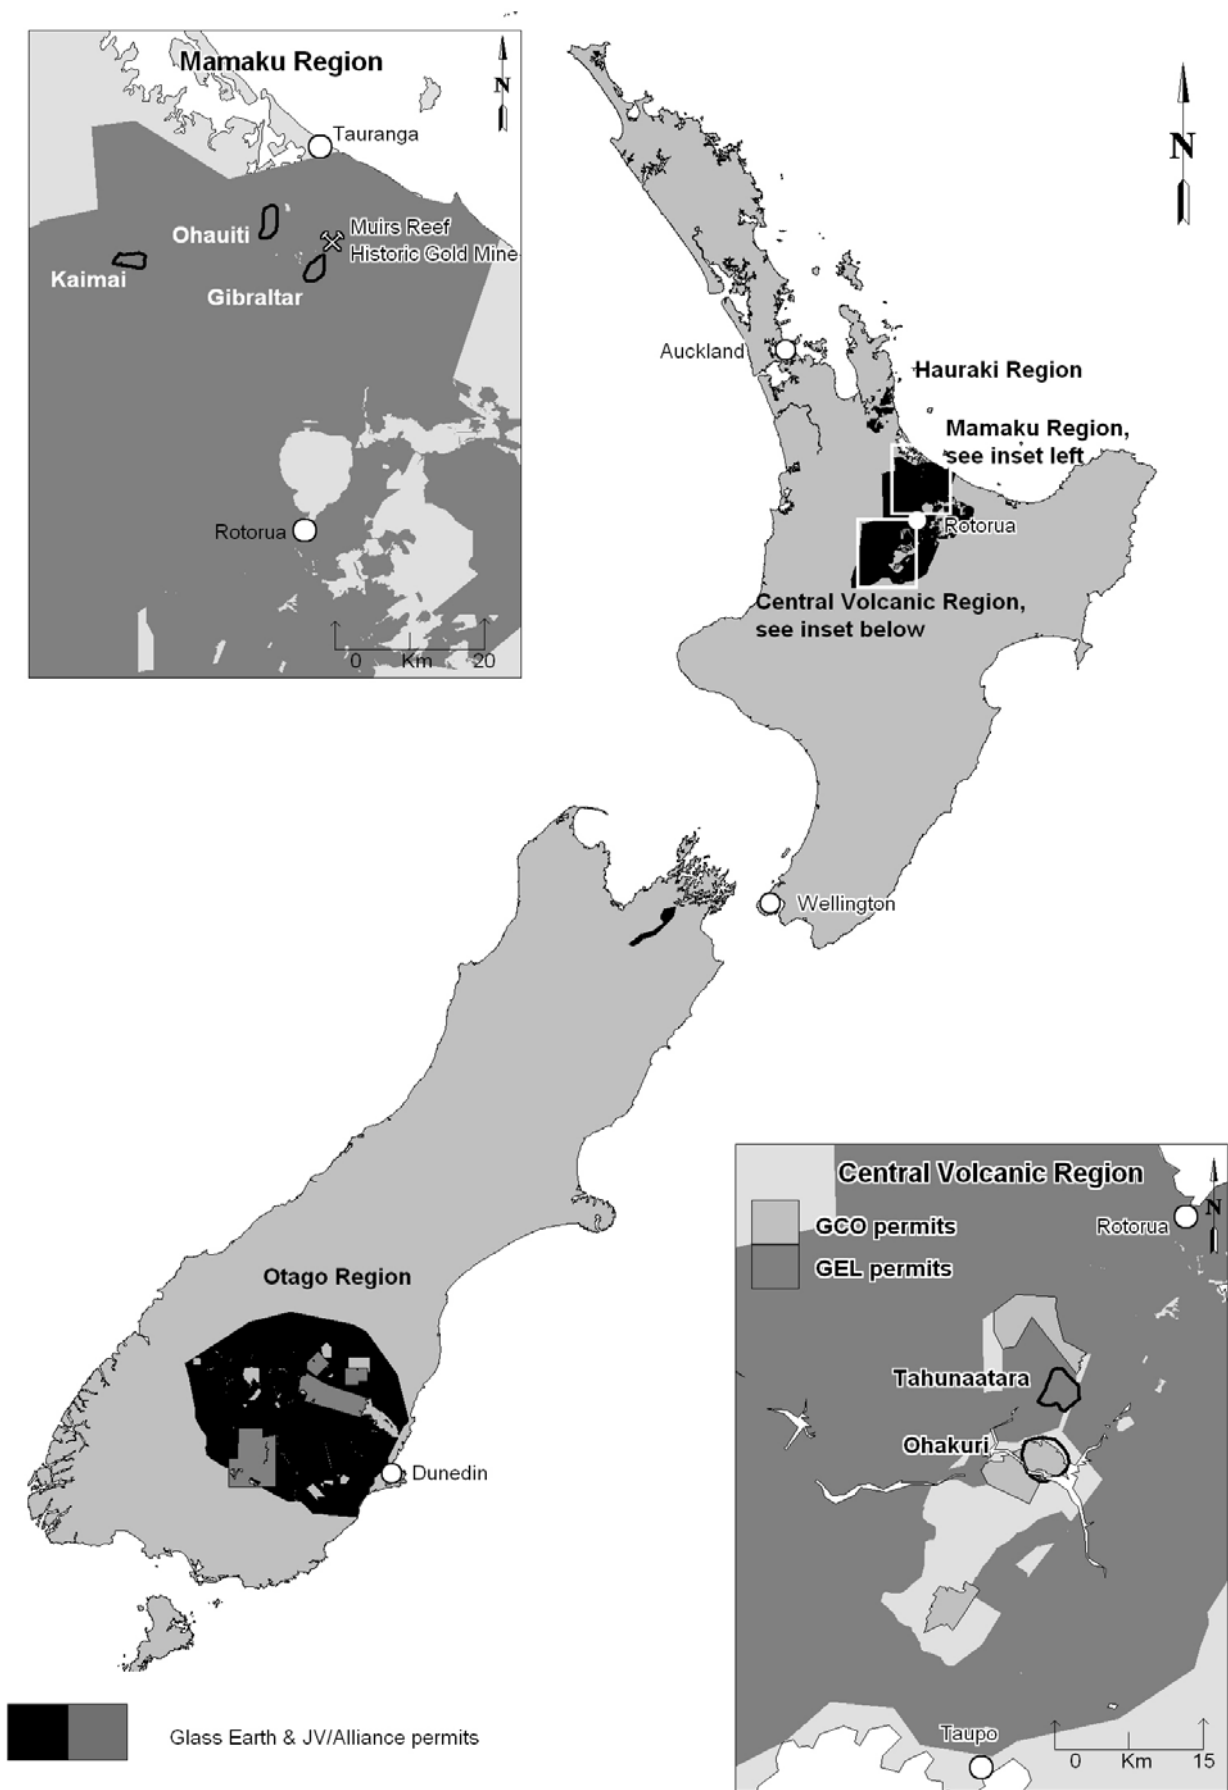 Mamaku Region
N
Tauranga
Ohauiti
Muirs Reef
Historic Gold Mine
Kaimai
Gibraltar
Rotorua
0 Km 20
N
Auckland
Hauraki Region
Mamaku Region,
see inset left
Rotorua
Central Volcanic Region,
see inset below
Wellington
Otago Region
Dunedin
Glass Earth & JV/Alliance permits
Central Volcanic Region
GCO permits
GEL permits
Rotorua
N
Tahunaatara
Ohakuri
Taupo
0 Km 15